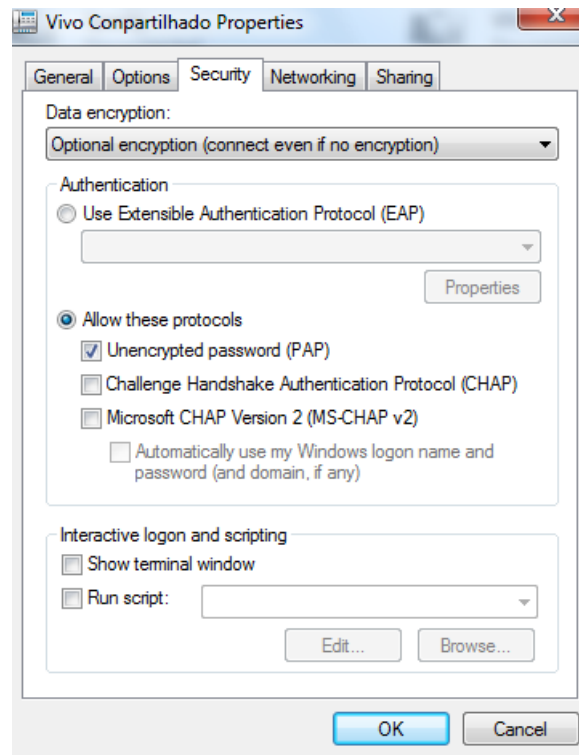 Vivo Conpartilhado Properties
General Options Security Networking Sharing
Data encryption:
Optional encryption (connect even if no encryption)
Authentication
Use Extensible Authentication Protocol (EAP)
Properties
Allow these protocols
Unencrypted password (PAP)
Challenge Handshake Authentication Protocol (CHAP)
Microsoft CHAP Version 2 (MS-CHAP v2)
Automatically use my Windows logon name and
password (and domain, if any)
Interactive logon and scripting
Show terminal window
Run script:
Edit... Browse...
OK Cancel